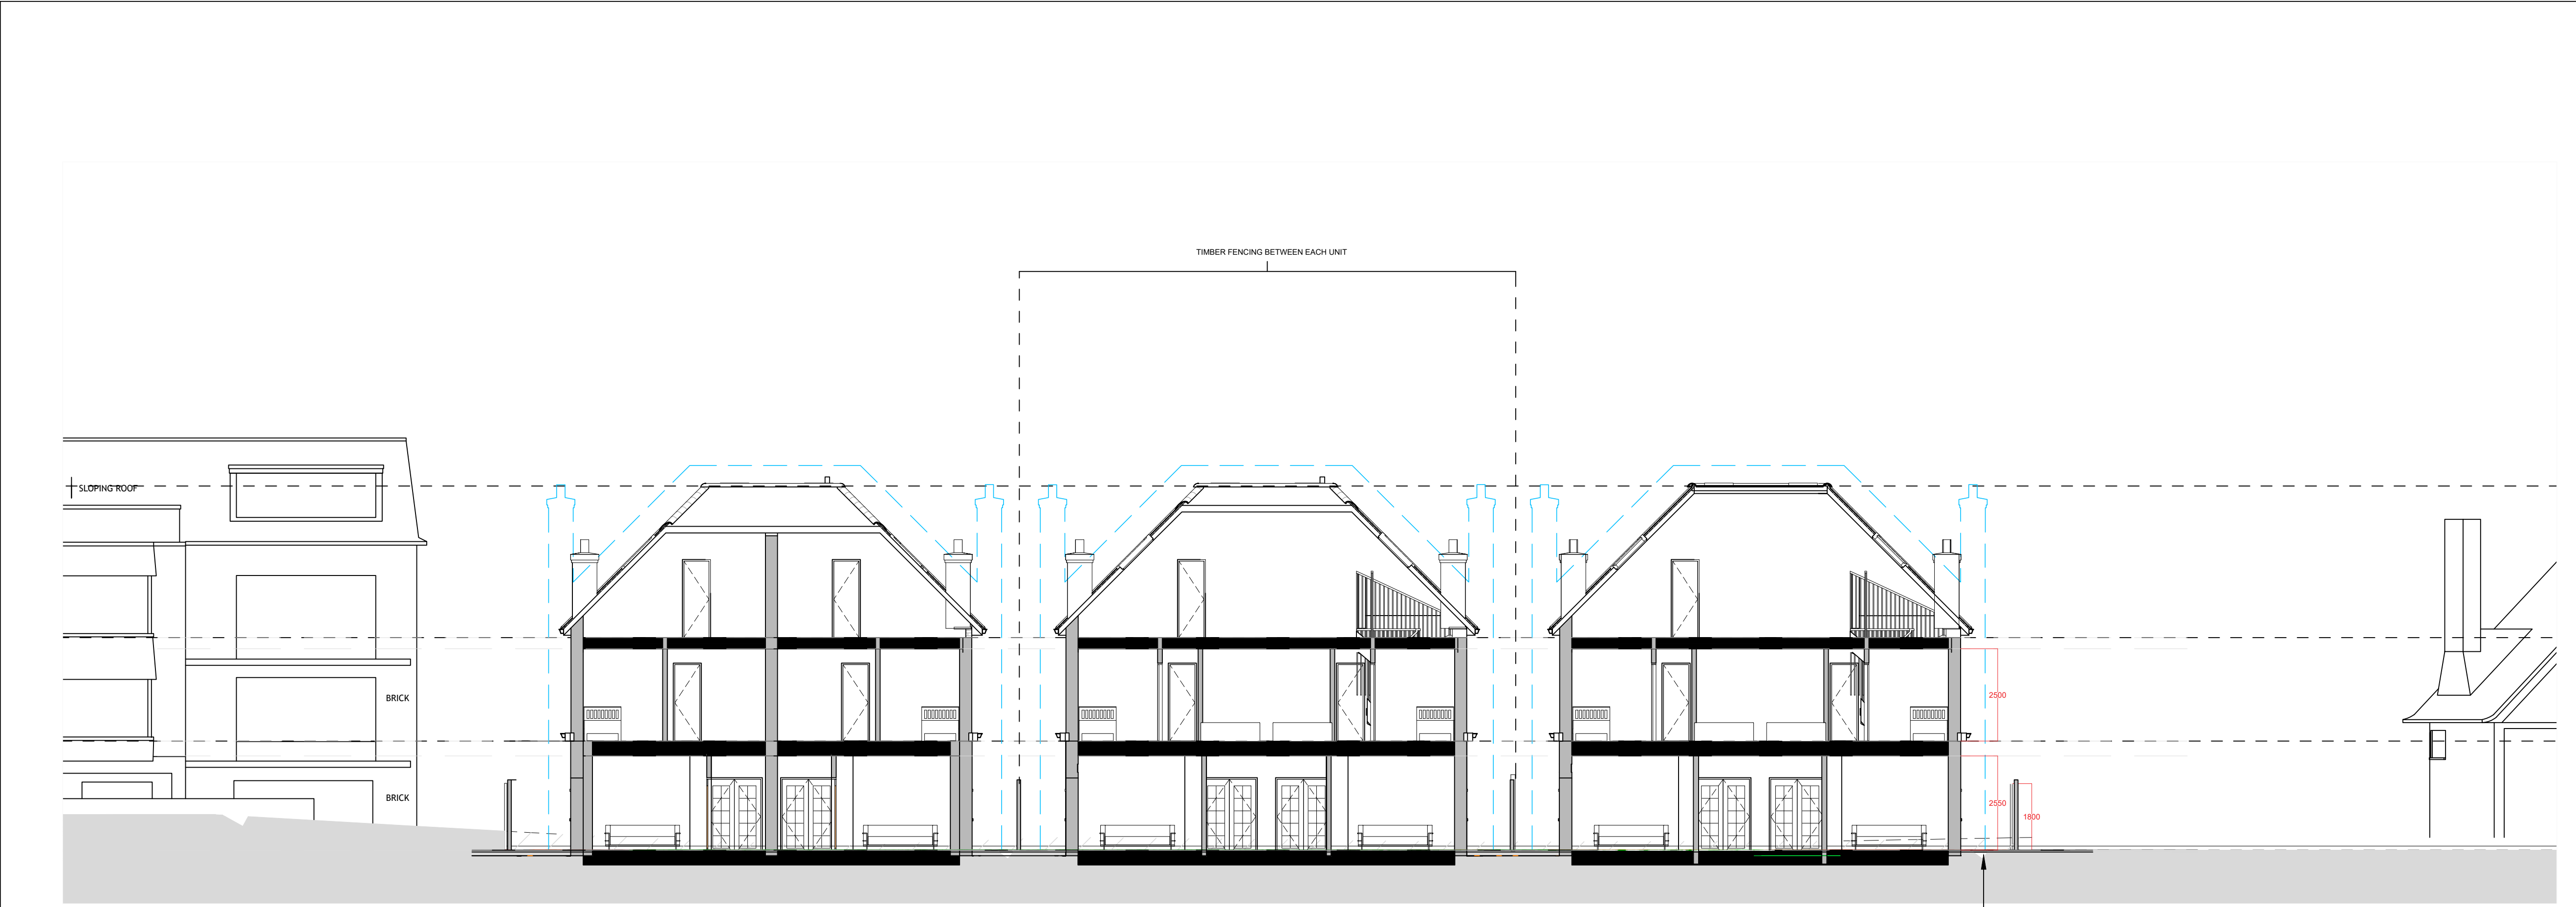 TIMBER FENCING BETWEEN EACH UNIT
SLOPING ROOF
BRICK
2500
BRICK
2550
1800